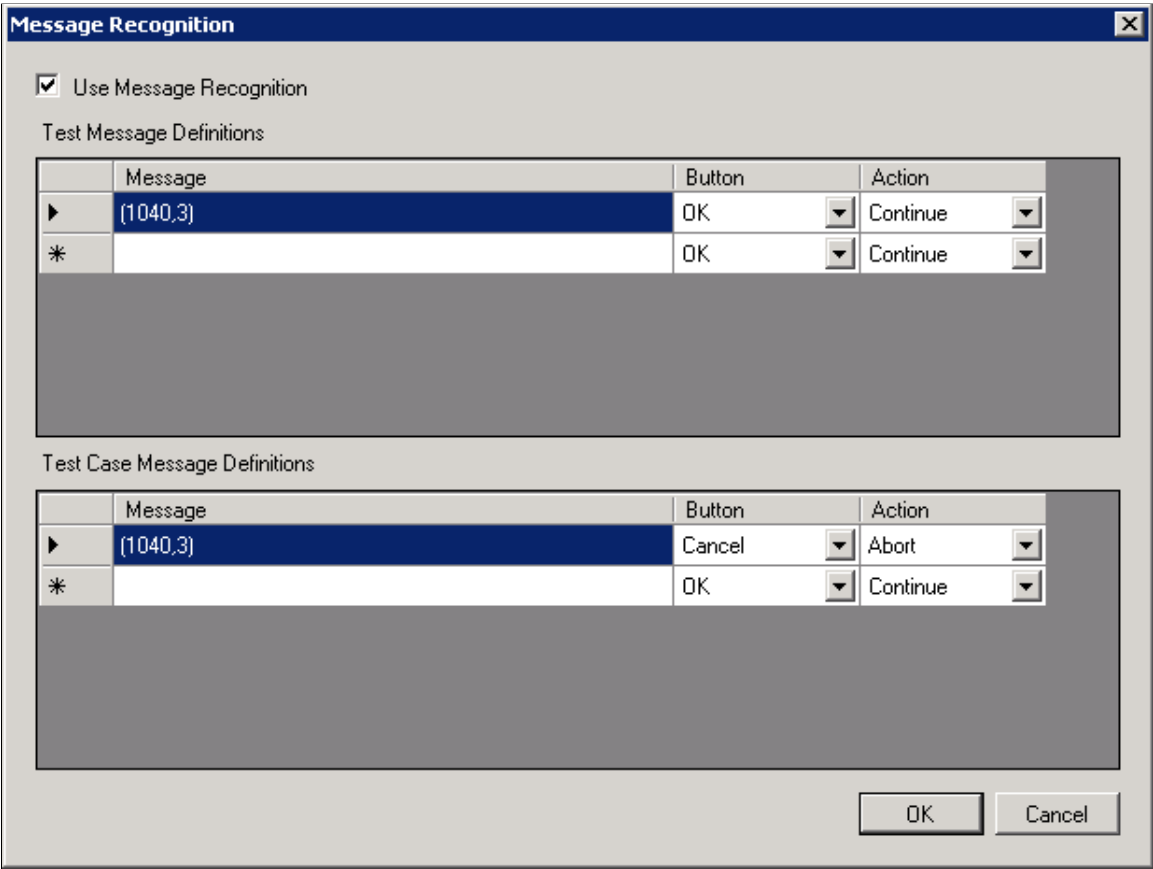 Message Recognition
Use Message Recognition
Test Message Definitions
Message Button Action
(1040,3) OK Continue
OK Continue
Test Case Message Definitions
Message Button Action
(1040,3) Cancel Abort
OK Continue
OK Cancel